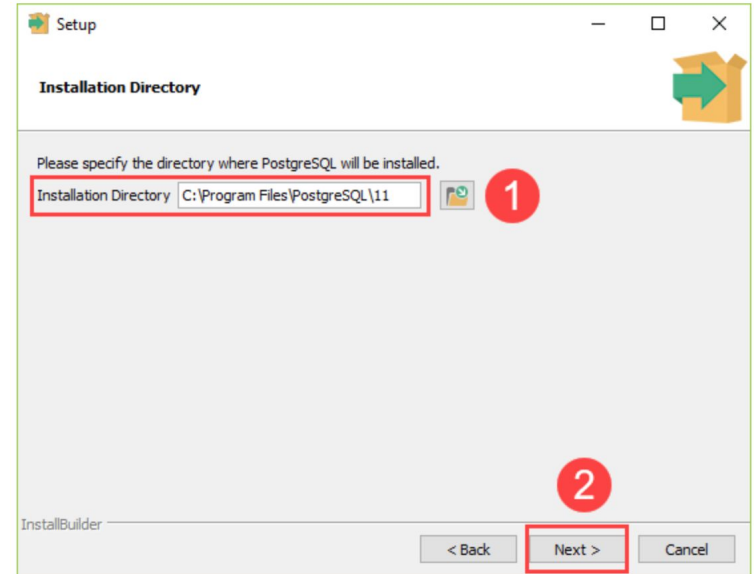 Setup
Installation Directory
Please specify the directory where PostgreSQL will be installed.
Installation Directory C:\Program Files\PostgreSQL\11
1
2
InstallBuilder
< Back Next > Cancel